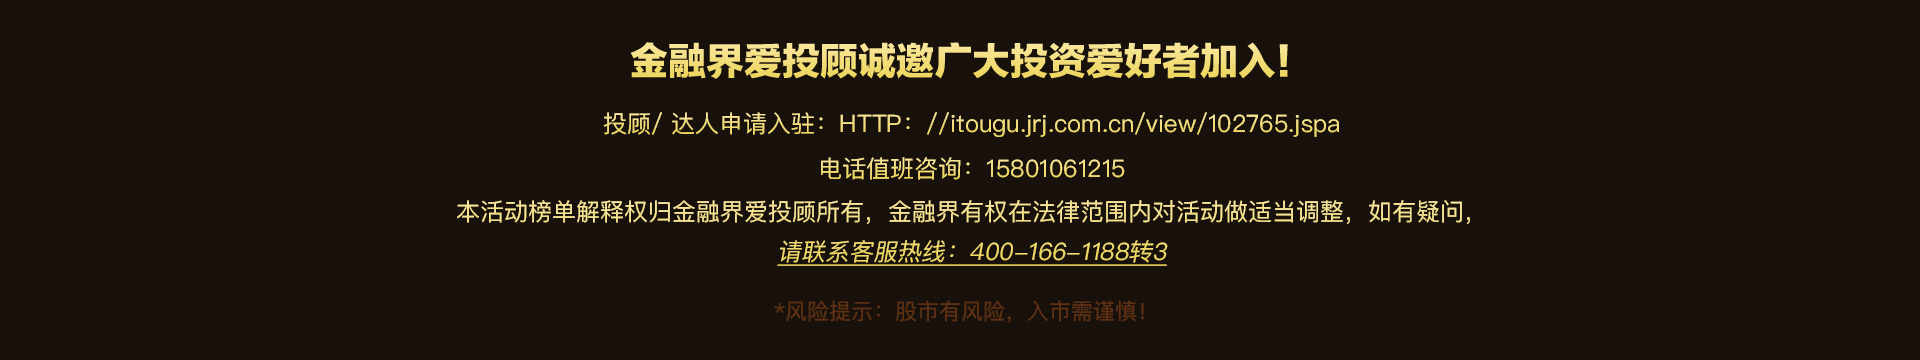 金融界爱投顾诚邀广大投资爱好者加入！
投顾/ 达人申请入驻：HTTP：//itougu.jrj.com.cn/view/102765.jspa
电话值班咨询：15801061215
本活动榜单解释权归金融界爱投顾所有，金融界有权在法律范围内对活动做适当调整，如有疑问，
请联系客服热线：400-166-1188转3
*风险提示：股市有风险，入市需谨慎！